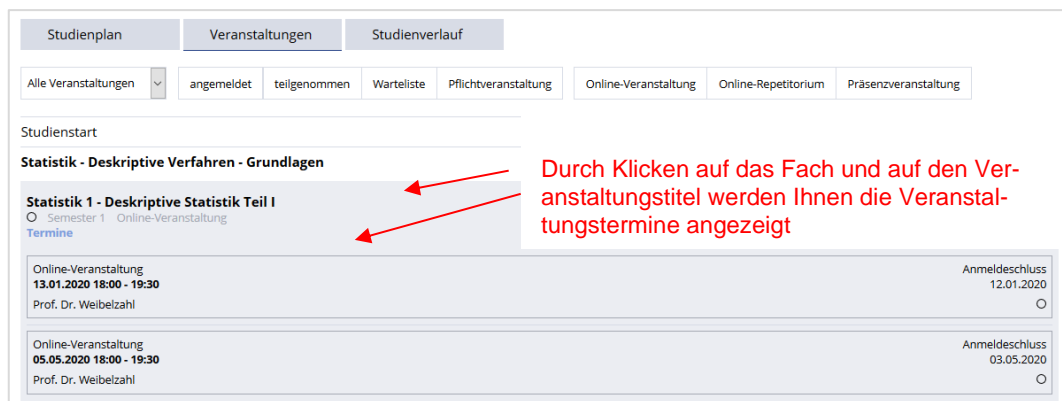 Studienplan Veranstaltungen Studienverlauf
Alle Veranstaltungen angemeldet teilgenommen Warteliste Pflichtveranstaltung Online-Veranstaltung Online-Repetitorium Präsenzveranstaltung
Studienstart
Statistik - Deskriptive Verfahren - Grundlagen
Durch Klicken auf das Fach und auf den Ver-
anstaltungstitel werden Ihnen die Veranstal-
tungstermine angezeigt
Statistik 1 - Deskriptive Statistik Teil I
Semester 1 Online-Veranstaltung
Termine
Online-Veranstaltung Anmeldeschluss
13.01.2020 18:00 - 19:30 12.01.2020
Prof. Dr. Weibelzahl
Online-Veranstaltung Anmeldeschluss
05.05.2020 18:00 - 19:30 03.05.2020
Prof. Dr. Weibelzahl